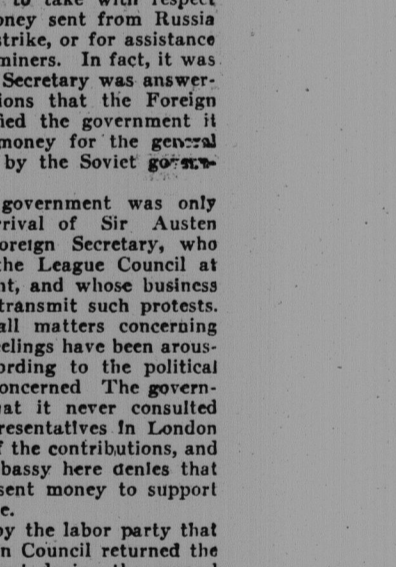 to take with respect
oney sent from Russia
strike, or for assistance
miners. In fact, it was
Secretary was answer-
ions that the Foreign
fied the government it
money for the general
by the Soviet
government was only
rival of Sir Austen
oreign Secretary, who
the League Council at
nt, and whose business
transmit such protests.
all matters concerning
eelings have been arous-
ording to the political
oncerned The govern-
at it never consulted
resentatives in London
f the contributions, and
bassy here denies that
sent money to support
e.
by the labor party that
n Council returned the